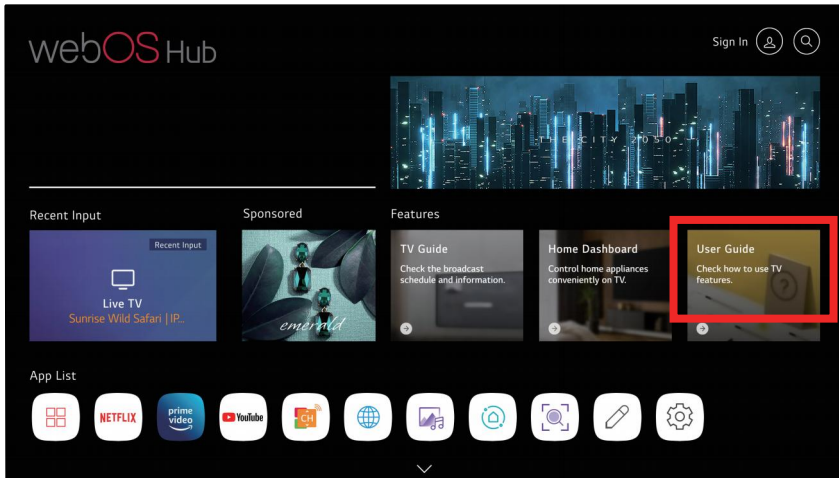 webOS Hub
Sign In
THE CITY 2050
Recent Input
Sponsored
Features
Recent Input
Live TV
Sunrise Wild Safari | IP...
emerald
TV Guide
Check the broadcast
schedule and information.
Home Dashboard
Control home appliances
conveniently on TV.
User Guide
Check how to use TV
features.
?
App List
NETFLIX
prime
video
YouTube
CH